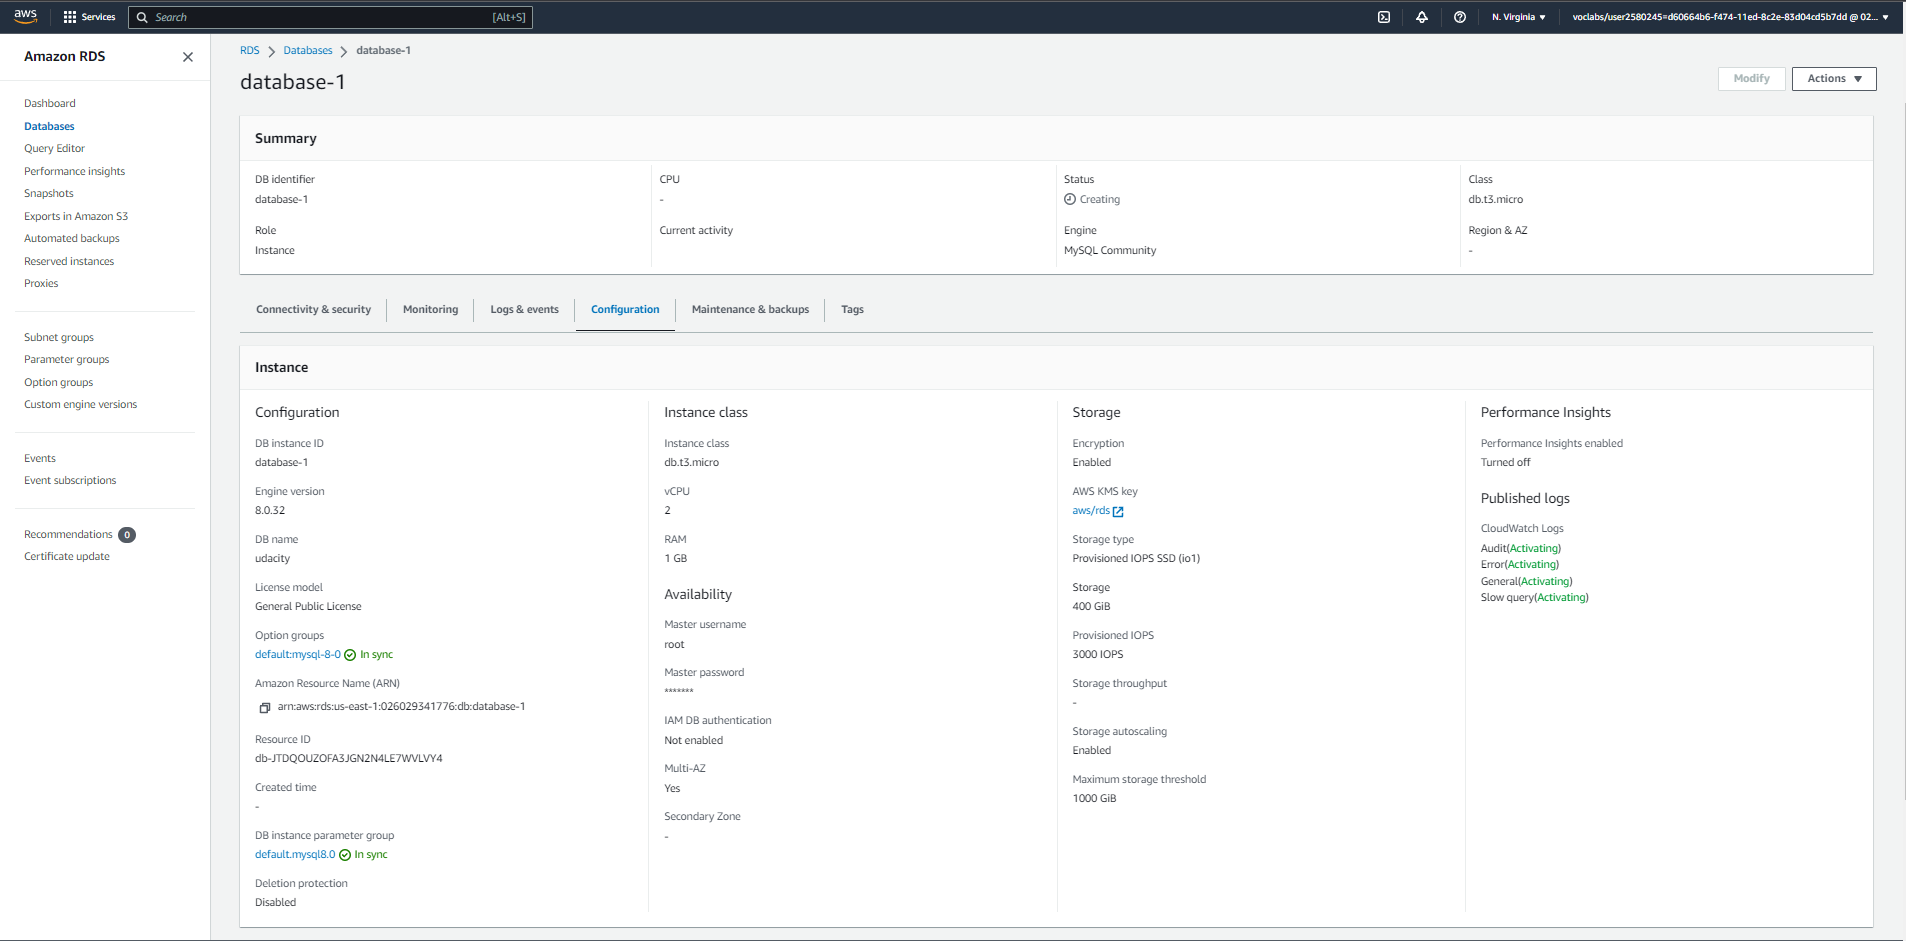 aws
Services
Search
[Alt+S]
N. Virginia
voclabs/user2580245=d60664b6-f474-11ed-8c2e-83d04cd5b7dd @ 02...
Amazon RDS
Dashboard
Databases
Query Editor
Performance insights
Snapshots
Exports in Amazon S3
Automated backups
Reserved instances
Proxies
Subnet groups
Parameter groups
Option groups
Custom engine versions
Events
Event subscriptions
Recommendations 0
Certificate update
RDS > Databases > database-1
database-1
Modify
Actions
Summary
DB identifier
database-1
Role
Instance
CPU
-
Current activity
Status
Creating
Engine
MySQL Community
Class
db.t3.micro
Region & AZ
-
Connectivity & security
Monitoring
Logs & events
Configuration
Maintenance & backups
Tags
Instance
Configuration
DB instance ID
database-1
Engine version
8.0.32
DB name
udacity
License model
General Public License
Option groups
default:mysql-8-0 In sync
Amazon Resource Name (ARN)
arn:aws:rds:us-east-1:026029341776:db:database-1
Resource ID
db-JTDQOUZOFA3JGN2N4LE7WVLVY4
Created time
-
DB instance parameter group
default.mysql8.0 In sync
Deletion protection
Disabled
Instance class
Instance class
db.t3.micro
vCPU
2
RAM
1 GB
Availability
Master username
root
Master password
*******
IAM DB authentication
Not enabled
Multi-AZ
Yes
Secondary Zone
-
Storage
Encryption
Enabled
AWS KMS key
aws/rds
Storage type
Provisioned IOPS SSD (io1)
Storage
400 GiB
Provisioned IOPS
3000 IOPS
Storage throughput
-
Storage autoscaling
Enabled
Maximum storage threshold
1000 GiB
Performance Insights
Performance Insights enabled
Turned off
Published logs
CloudWatch Logs
Audit(Activating)
Error(Activating)
General(Activating)
Slow query(Activating)